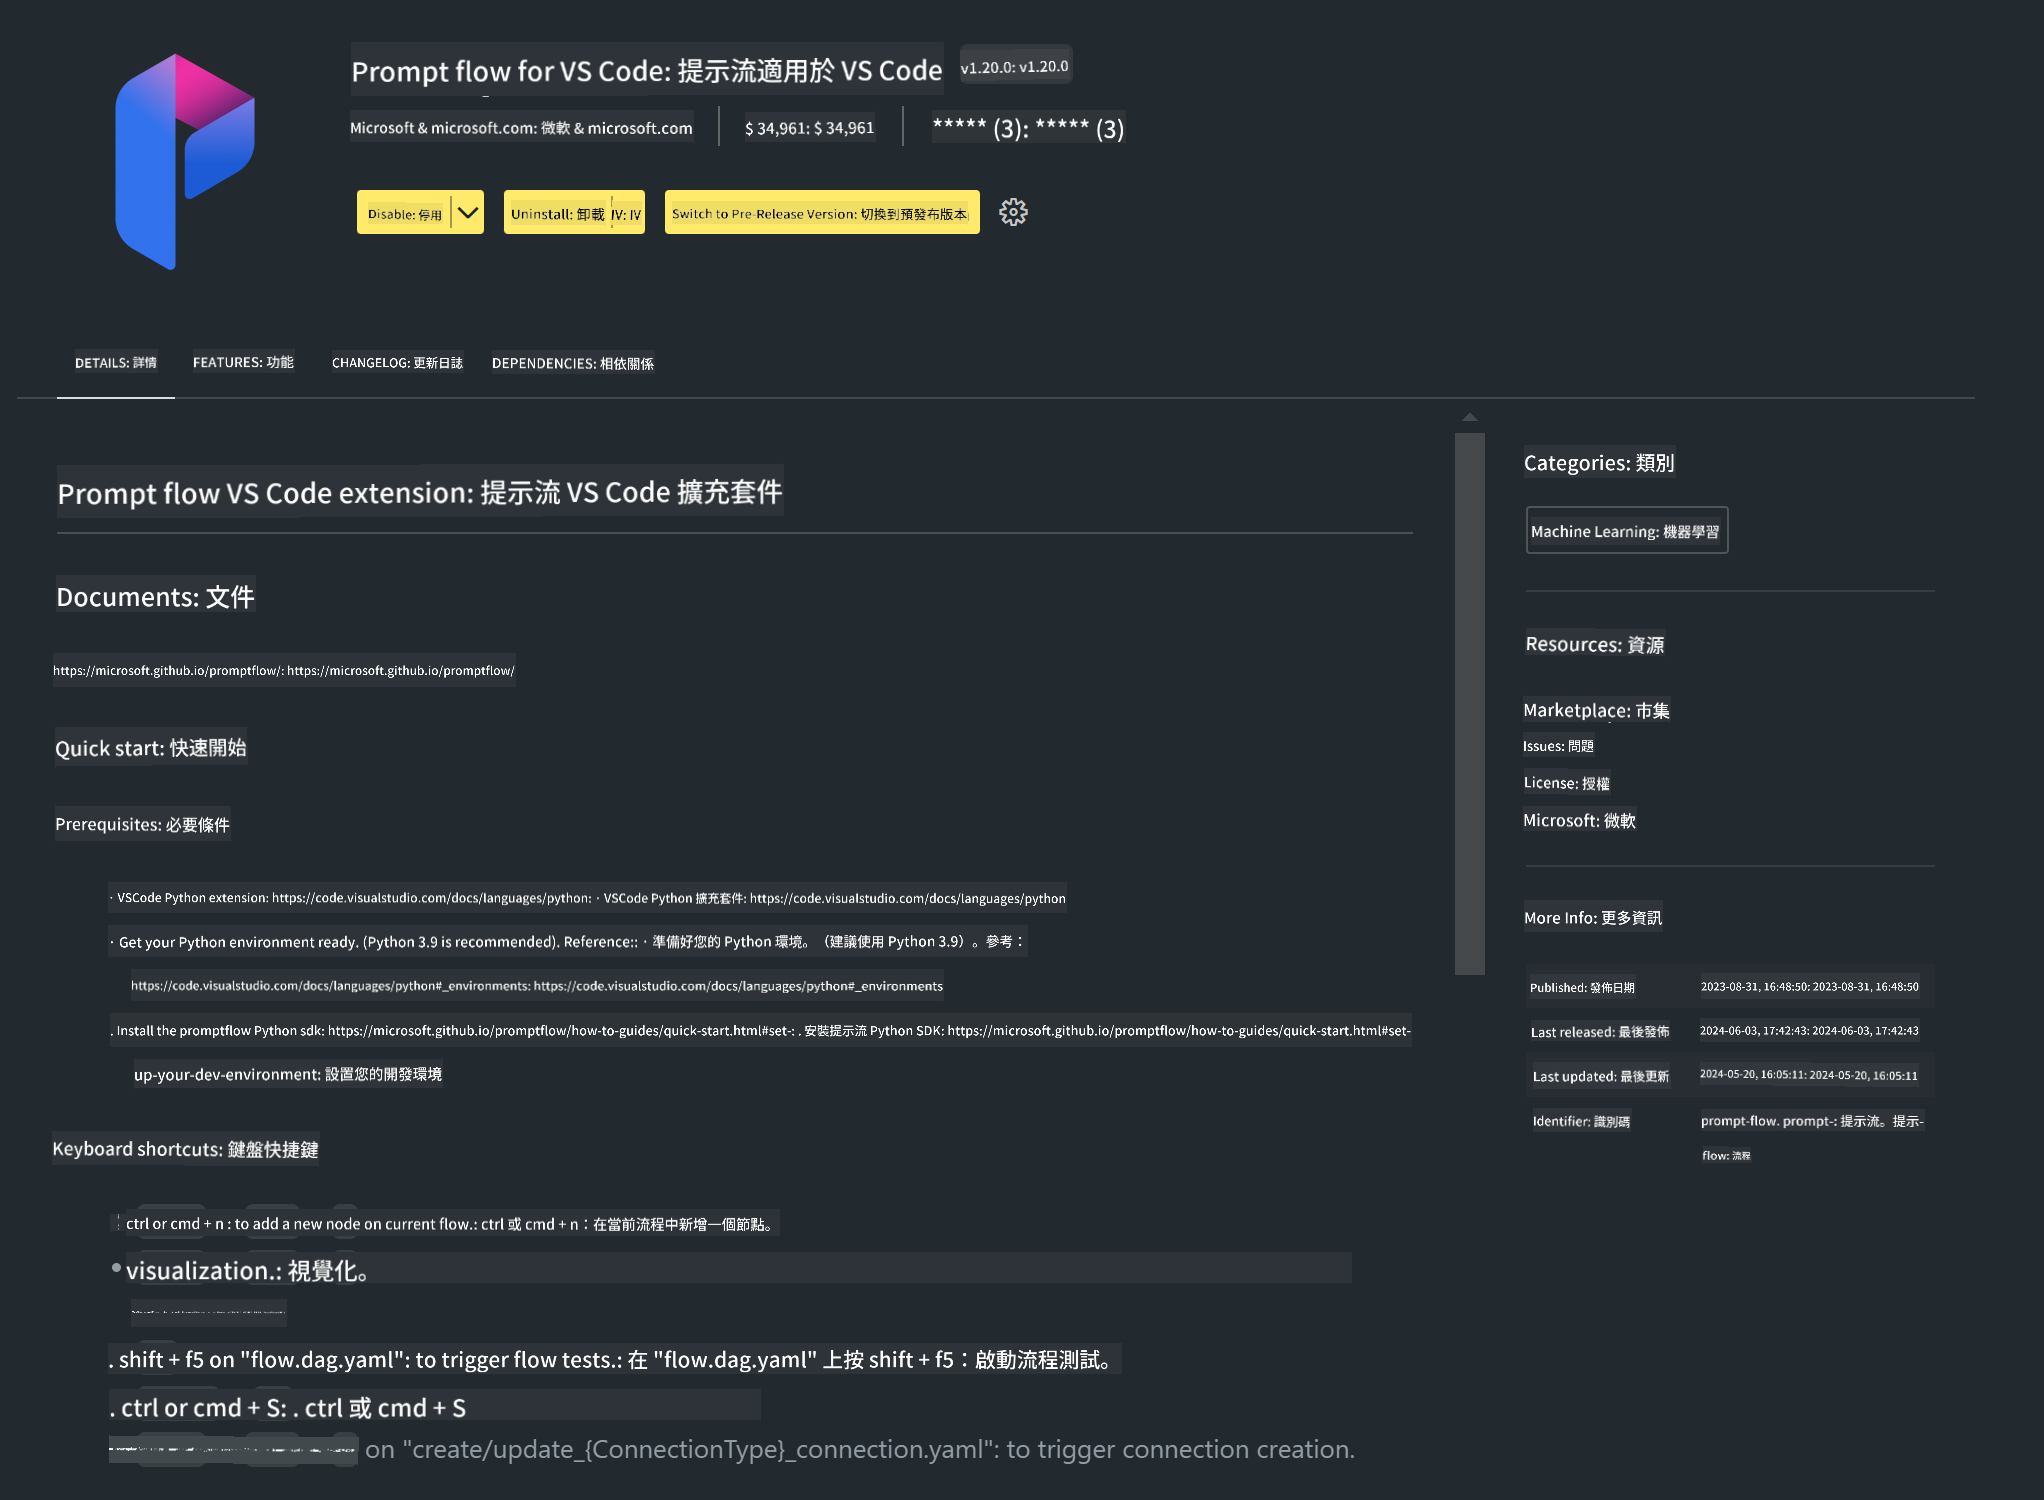 Prompt flow for VS Code: 提示流適用於 VS Code
v1.20.0: v1.20.0
Microsoft & microsoft.com: 微軟 & microsoft.com
$ 34,961: $ 34,961
***** (3): ***** (3)
Disable: 停用
Uninstall: 卸載
IV: IV
Switch to Pre-Release Version: 切換到預發布版本
DETAILS: 詳情
FEATURES: 功能
CHANGELOG: 更新日誌
DEPENDENCIES: 相依關係
Prompt flow VS Code extension: 提示流 VS Code 擴充套件
Documents: 文件
https://microsoft.github.io/promptflow/: https://microsoft.github.io/promptflow/
Quick start: 快速開始
Prerequisites: 必要條件
· VSCode Python extension: https://code.visualstudio.com/docs/languages/python: · VSCode Python 擴充套件: https://code.visualstudio.com/docs/languages/python
· Get your Python environment ready. (Python 3.9 is recommended). Reference:: · 準備好您的 Python 環境。（建議使用 Python 3.9）。參考：
https://code.visualstudio.com/docs/languages/python#_environments: https://code.visualstudio.com/docs/languages/python#_environments
. Install the promptflow Python sdk: https://microsoft.github.io/promptflow/how-to-guides/quick-start.html#set-: . 安裝提示流 Python SDK: https://microsoft.github.io/promptflow/how-to-guides/quick-start.html#set-
up-your-dev-environment: 設置您的開發環境
Keyboard shortcuts: 鍵盤快捷鍵
ctrl or cmd + n : to add a new node on current flow.: ctrl 或 cmd + n：在當前流程中新增一個節點。
visualization.: 視覺化。
. shift + f5 on "flow.dag.yaml": to trigger flow tests.: 在 "flow.dag.yaml" 上按 shift + f5：啟動流程測試。
. ctrl or cmd + S: . ctrl 或 cmd + S
on "create/update_{ConnectionType}_connection.yaml": to trigger connection creation.
Categories: 類別
Machine Learning: 機器學習
Resources: 資源
Marketplace: 市集
Issues: 問題
License: 授權
Microsoft: 微軟
More Info: 更多資訊
Published: 發佈日期
2023-08-31, 16:48:50: 2023-08-31, 16:48:50
Last released: 最後發佈
2024-06-03, 17:42:43: 2024-06-03, 17:42:43
Last updated: 最後更新
2024-05-20, 16:05:11: 2024-05-20, 16:05:11
Identifier: 識別碼
prompt-flow. prompt-: 提示流。提示-
flow: 流程